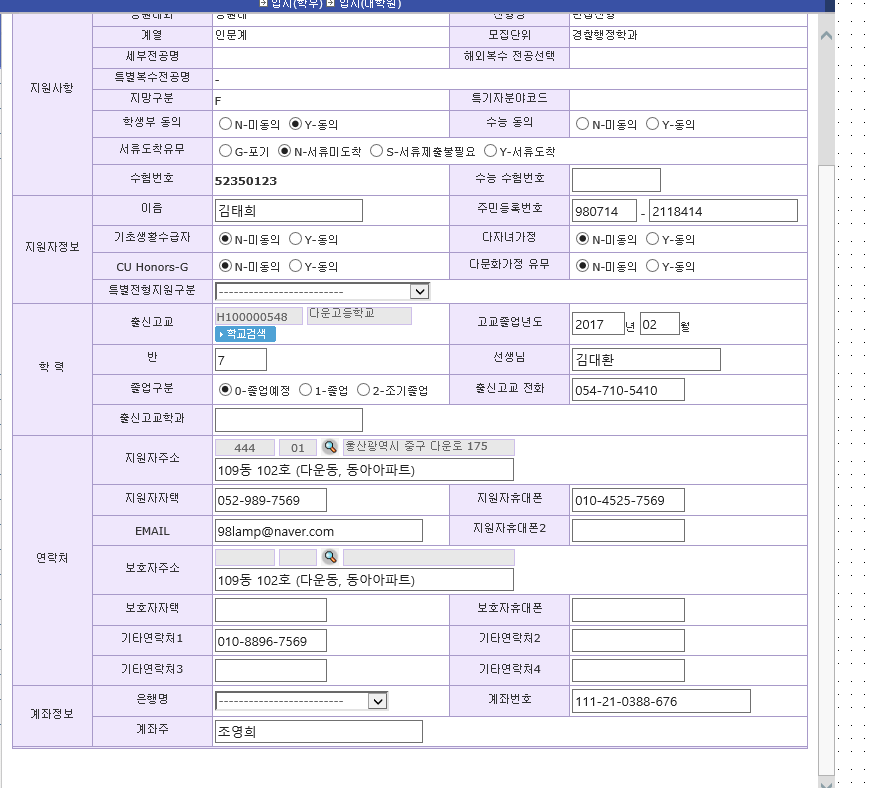 입시(학부) 입시(대학원)
계열 인문계 모집단위 경찰행정학과
세부전공명 해외복수 전공선택
특별복수전공명 -
지원사항
지망구분 F 특기자분야코드
학생부 동의 N-미동의 Y-동의 수능 동의 N-미동의 Y-동의
서류도착유무 G-포기 N-서류미도착 S-서류제출불필요 Y-서류도착
수험번호 52350123 수능 수험번호
이름 김태희 주민등록번호 980714 - 2118414
지원자정보
기초생활수급자 N-미동의 Y-동의 다자녀가정 N-미동의 Y-동의
CU Honors-G N-미동의 Y-동의 다문화가정 유무 N-미동의 Y-동의
특별전형지원구분 -------------------------
출신고교 H100000548 다운고등학교 고교졸업년도 2017 년 02 월
학교검색
학 력
반 7 선생님 김대환
졸업구분 0-졸업예정 1-졸업 2-조기졸업 출신고교 전화 054-710-5410
출신고교학과
지원자주소 444 01 울산광역시 중구 다운로 175
109동 102호 (다운동, 동아아파트)
지원자자택 052-989-7569 지원자휴대폰 010-4525-7569
EMAIL 98lamp@naver.com 지원자휴대폰2
연락처
보호자주소
109동 102호 (다운동, 동아아파트)
보호자자택 보호자휴대폰
기타연락처1 010-8896-7569 기타연락처2
기타연락처3 기타연락처4
은행명 ------------------------- 계좌번호 111-21-0388-676
계좌정보
계좌주 조영희